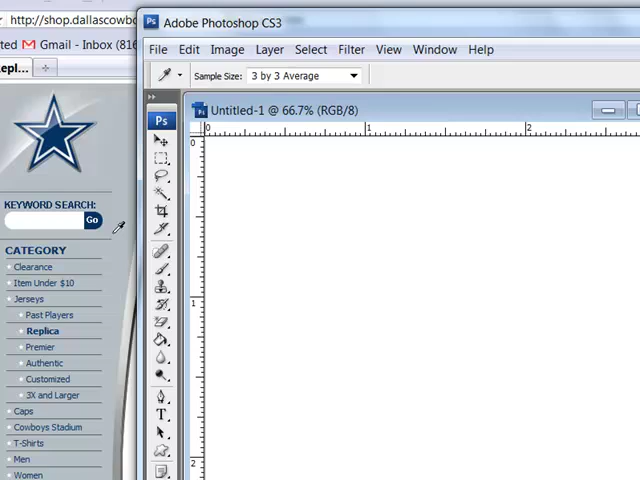 http://shop.dallascowbo
Adobe Photoshop CS3
ted Gmail - Inbox (816
File Edit Image Layer Select Filter View Window Help
epl...
Sample Size: 3 by 3 Average
Ps
Untitled-1 @ 66.7% (RGB/8)
0 1 2
0
KEYWORD SEARCH:
Go
CATEGORY
Clearance
Item Under $10
Jerseys
1
Past Players
Replica
Premier
Authentic
Customized
3X and Larger
Caps
T
Cowboys Stadium
T-Shirts
Men
2
Women